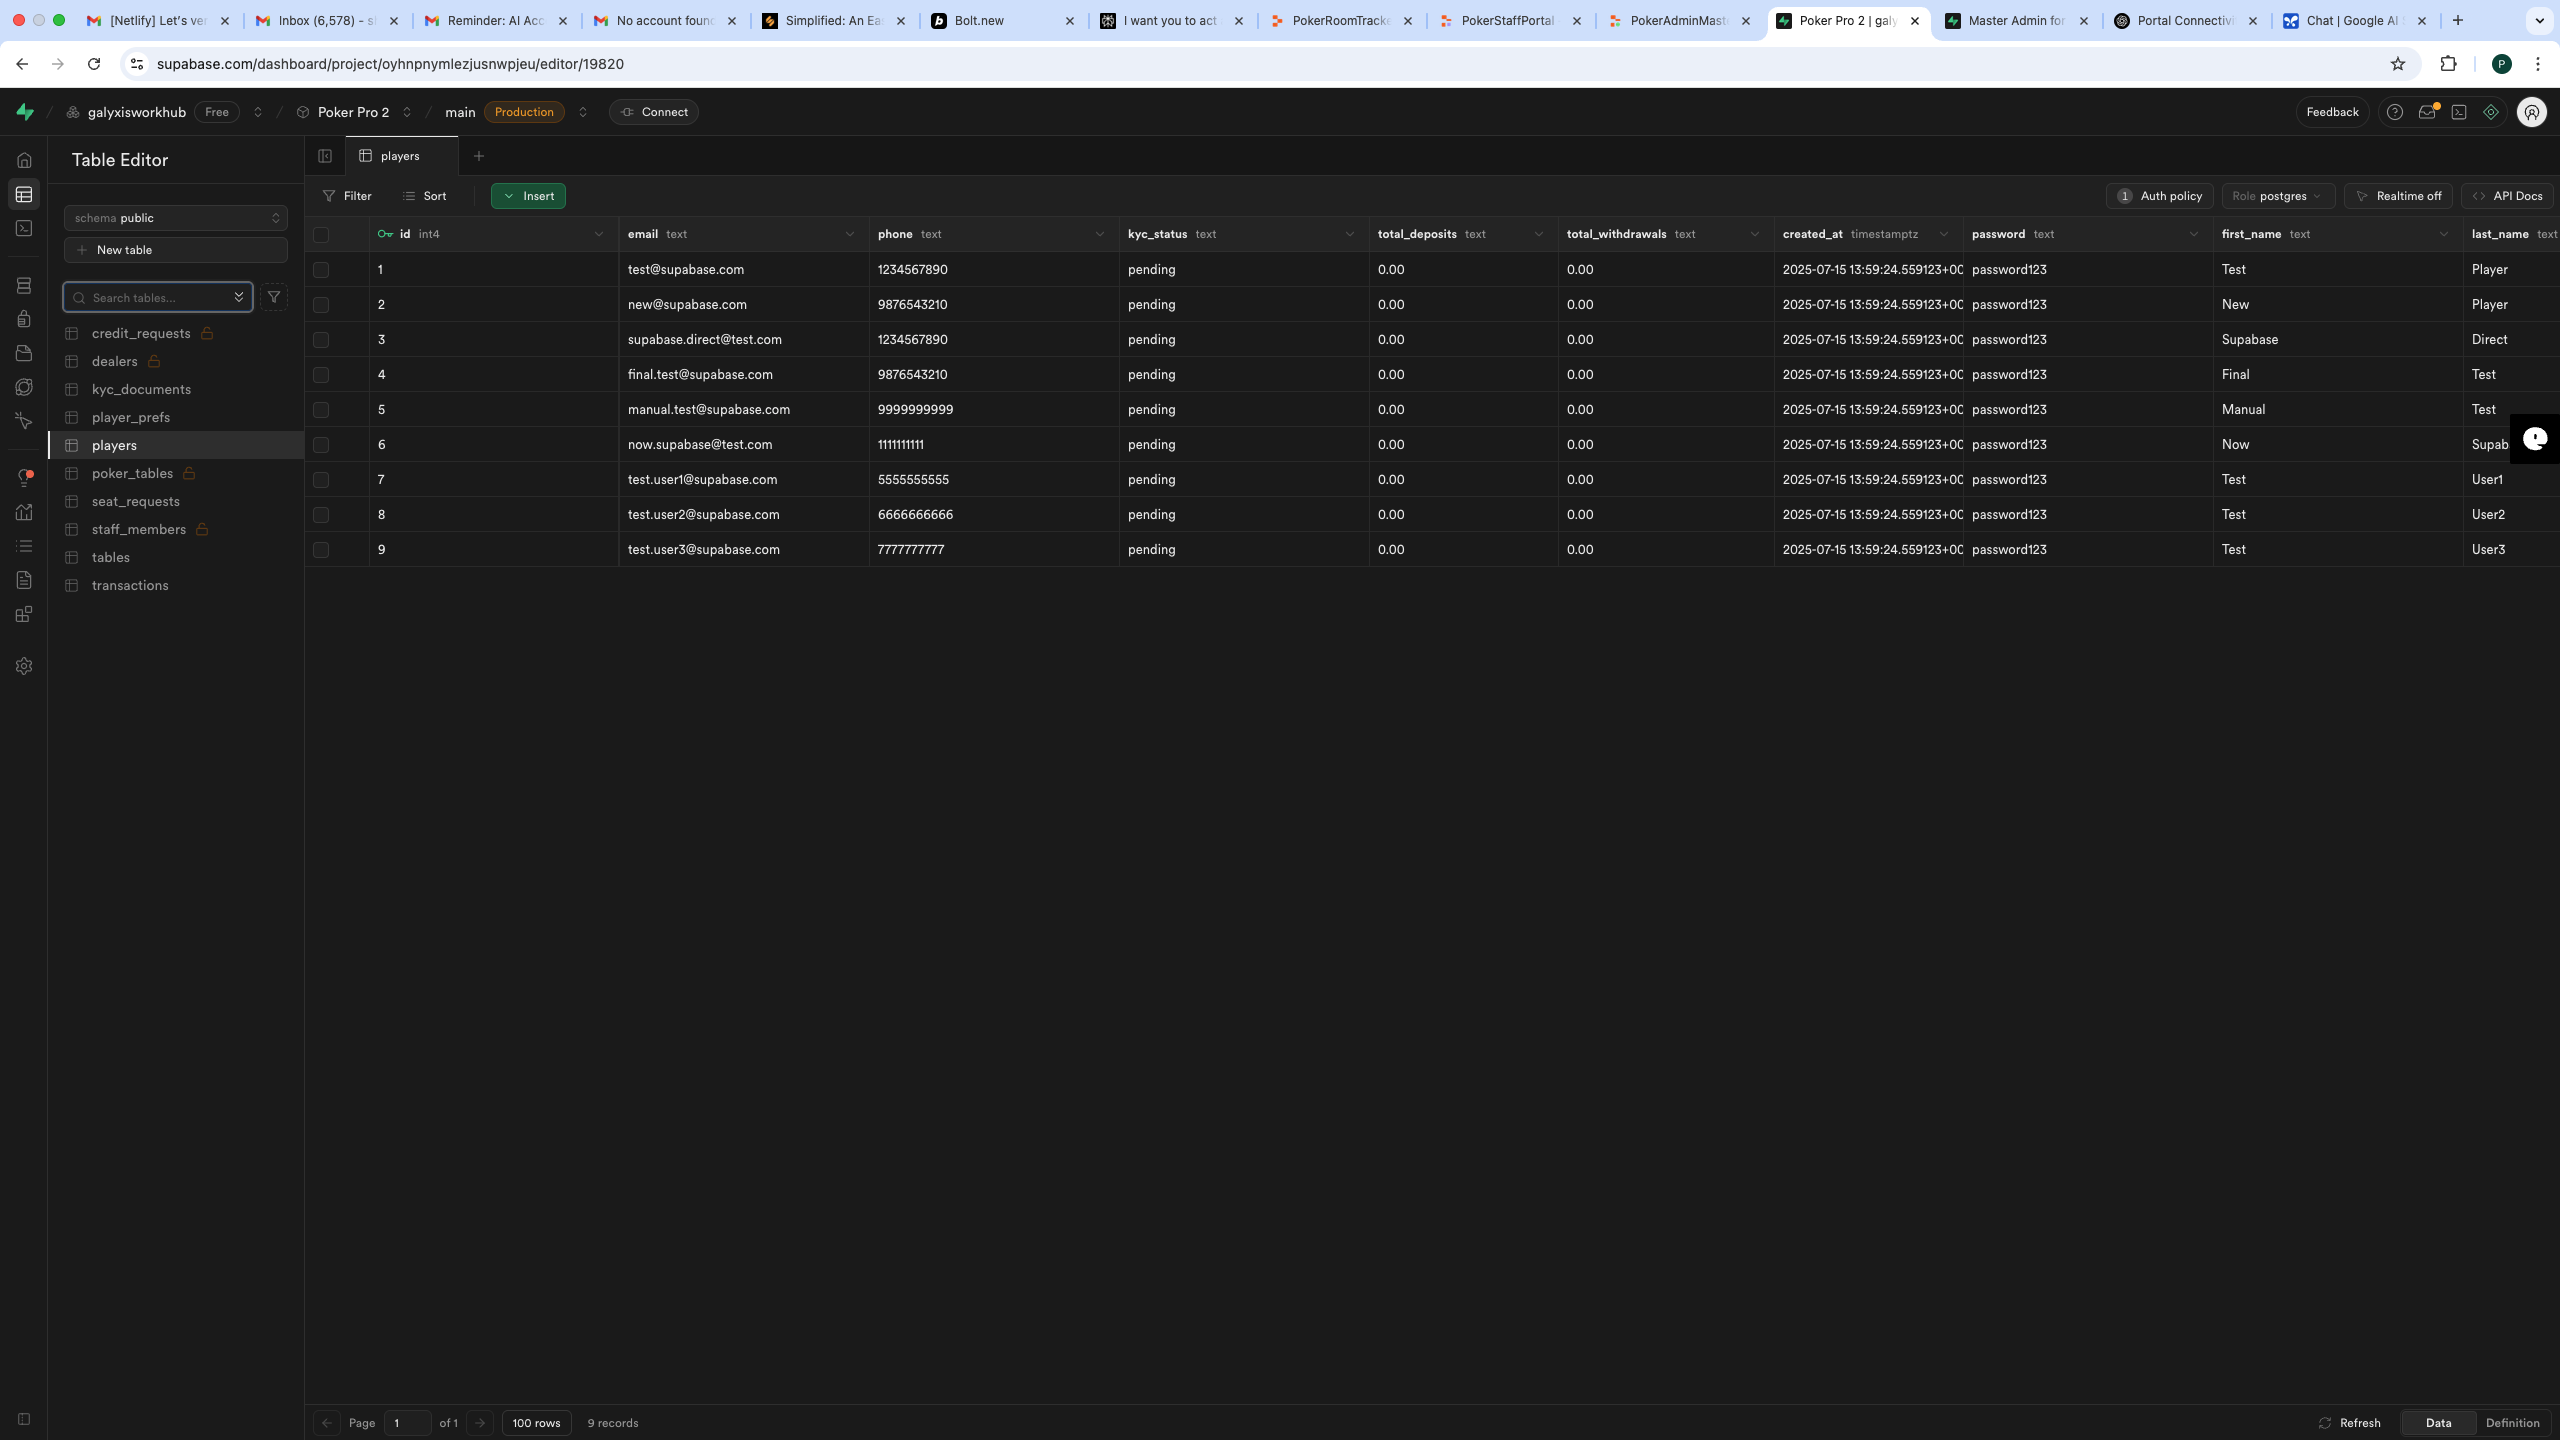 [Netlify] Let's ver
Inbox (6,578) - s
Reminder: AI Acc
No account foun
Simplified: An Ea
Bolt.new
I want you to act
PokerRoomTracke
PokerStaffPortal
PokerAdminMast
Poker Pro 2 | galy
Master Admin for
Portal Connectivi
Chat | Google AI S
supabase.com/dashboard/project/oyhnpnymlezjusnwpjeu/editor/19820
P
/ galyxisworkhub Free / Poker Pro 2 / main Production Connect Feedback
Table Editor
players
Filter Sort Insert 1 Auth policy Role postgres Realtime off API Docs
schema public
New table
Search tables...
credit_requests
dealers
kyc_documents
player_prefs
players
poker_tables
seat_requests
staff_members
tables
transactions
id int4 email text phone text kyc_status text total_deposits text total_withdrawals text created_at timestamptz password text first_name text last_name text
1 test@supabase.com 1234567890 pending 0.00 0.00 2025-07-15 13:59:24.559123+00 password123 Test Player
2 new@supabase.com 9876543210 pending 0.00 0.00 2025-07-15 13:59:24.559123+00 password123 New Player
3 supabase.direct@test.com 1234567890 pending 0.00 0.00 2025-07-15 13:59:24.559123+00 password123 Supabase Direct
4 final.test@supabase.com 9876543210 pending 0.00 0.00 2025-07-15 13:59:24.559123+00 password123 Final Test
5 manual.test@supabase.com 9999999999 pending 0.00 0.00 2025-07-15 13:59:24.559123+00 password123 Manual Test
6 now.supabase@test.com 1111111111 pending 0.00 0.00 2025-07-15 13:59:24.559123+00 password123 Now Supab
7 test.user1@supabase.com 5555555555 pending 0.00 0.00 2025-07-15 13:59:24.559123+00 password123 Test User1
8 test.user2@supabase.com 6666666666 pending 0.00 0.00 2025-07-15 13:59:24.559123+00 password123 Test User2
9 test.user3@supabase.com 7777777777 pending 0.00 0.00 2025-07-15 13:59:24.559123+00 password123 Test User3
Page 1 of 1 100 rows 9 records Refresh Data Definition